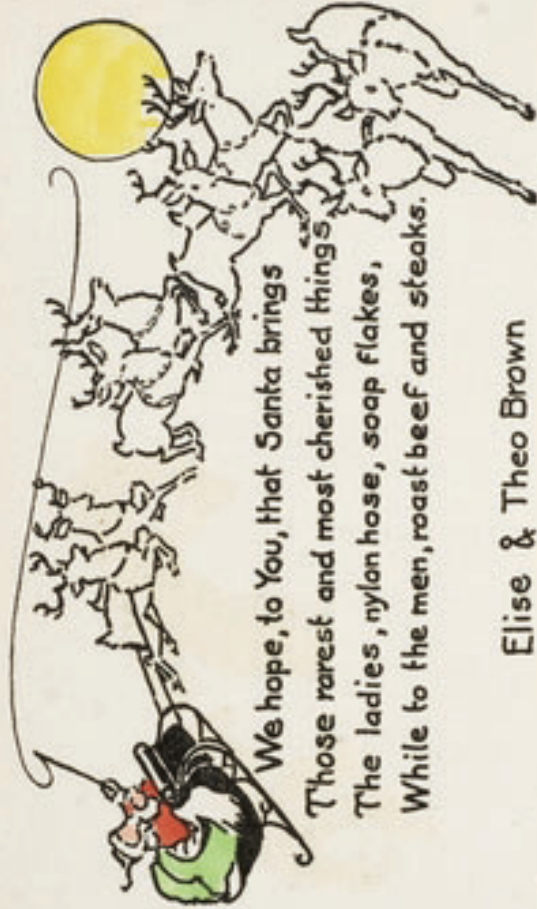 We hope, to You, that Santa brings
Those rarest and most cherished things
The ladies, nylon hose, soap flakes,
While to the men, roast beef and steaks.
Elise & Theo Brown